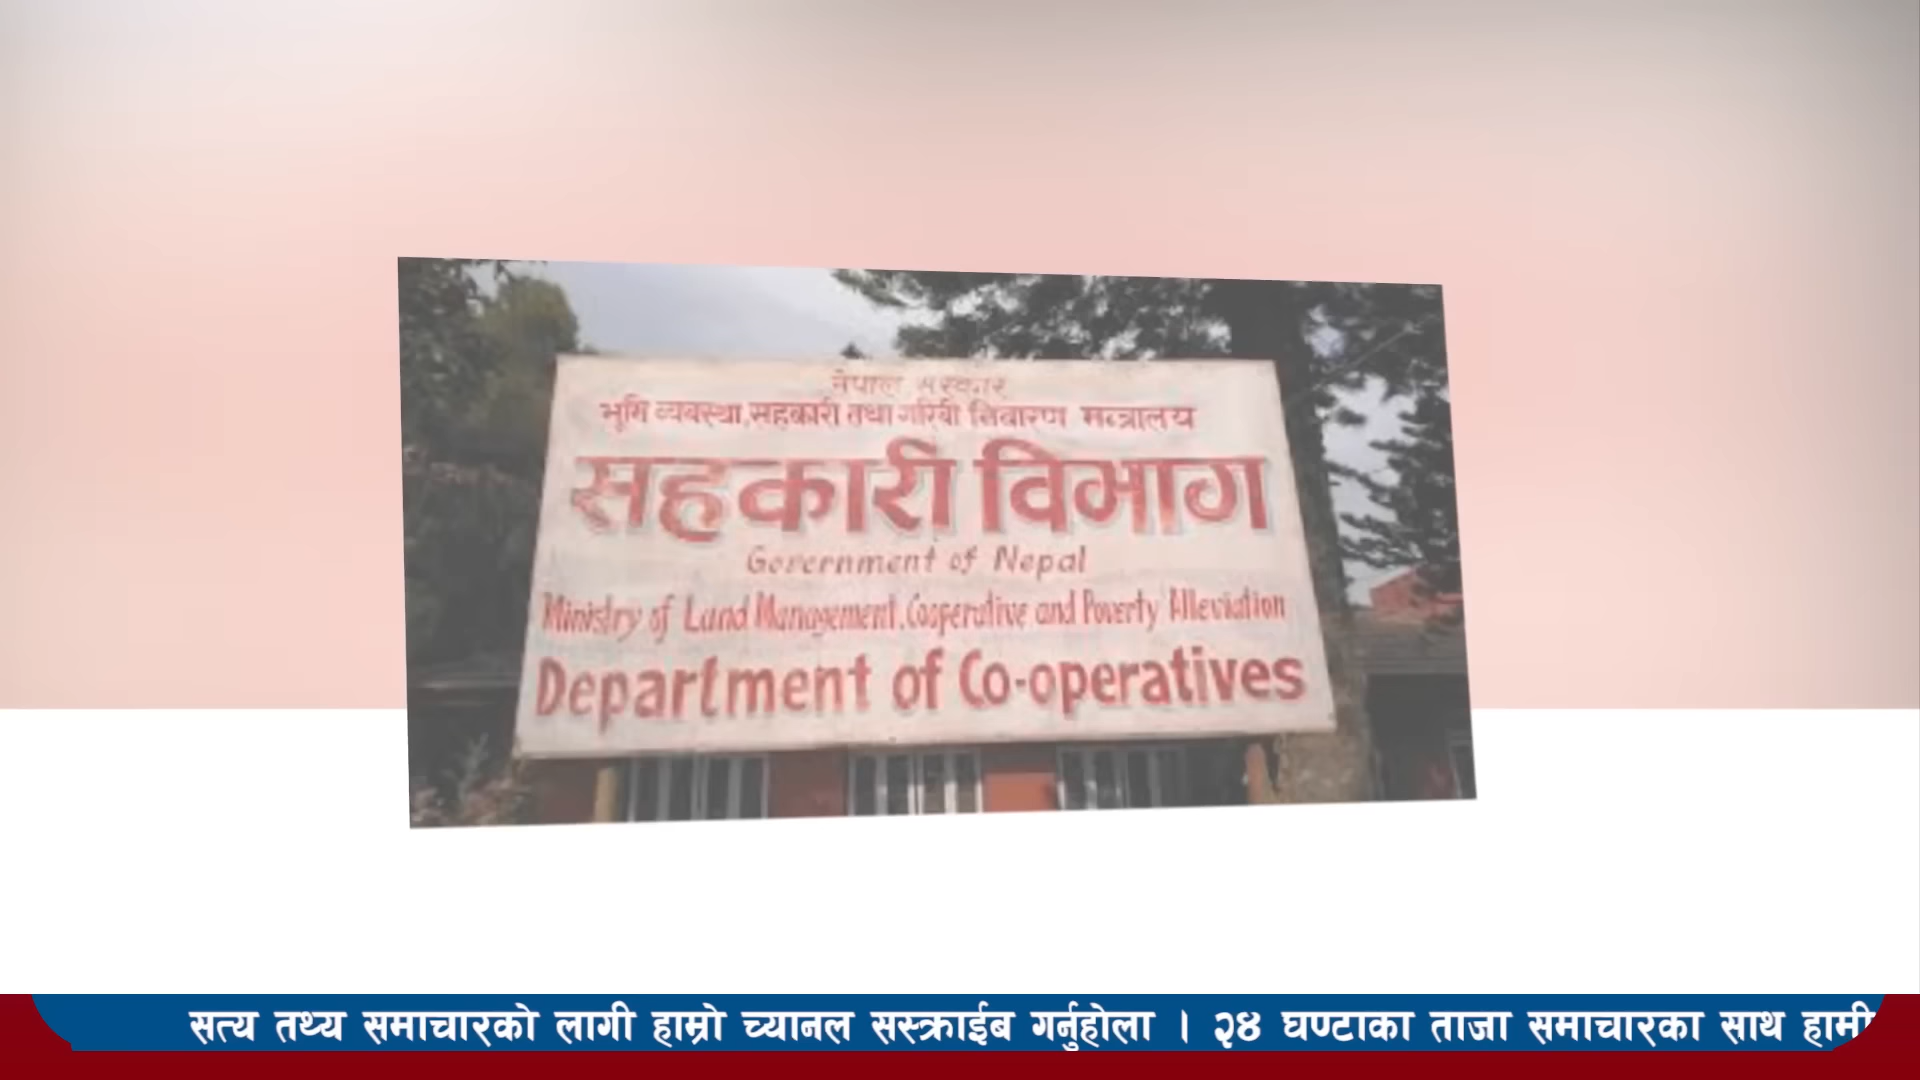 नेपाल सरकार
भूमि व्यवस्था,सहकारी तथा गरिवी निवारण मन्त्रालय
सहकारी विभाग
Government of Nepal
Ministry of Land Management,Cooperative and Poverty Alleviation
Department of Co-operatives
सत्य तथ्य समाचारको लागी हाम्रो च्यानल सस्क्राईब गर्नुहोला । २४ घण्टाका ताजा समाचारका साथ हामी